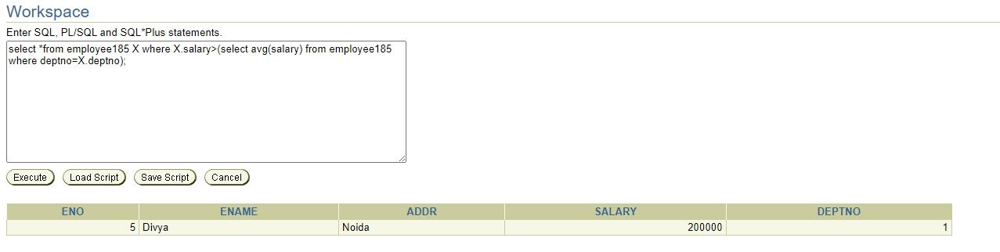 Workspace
Enter SQL, PL/SQL and SQL*Plus statements.
select *from employee185 X where X.salary>(select avg(salary) from employee185
where deptno=X.deptno);
Execute Load Script Save Script Cancel
ENO ENAME ADDR SALARY DEPTNO
5 Divya Noida 200000 1